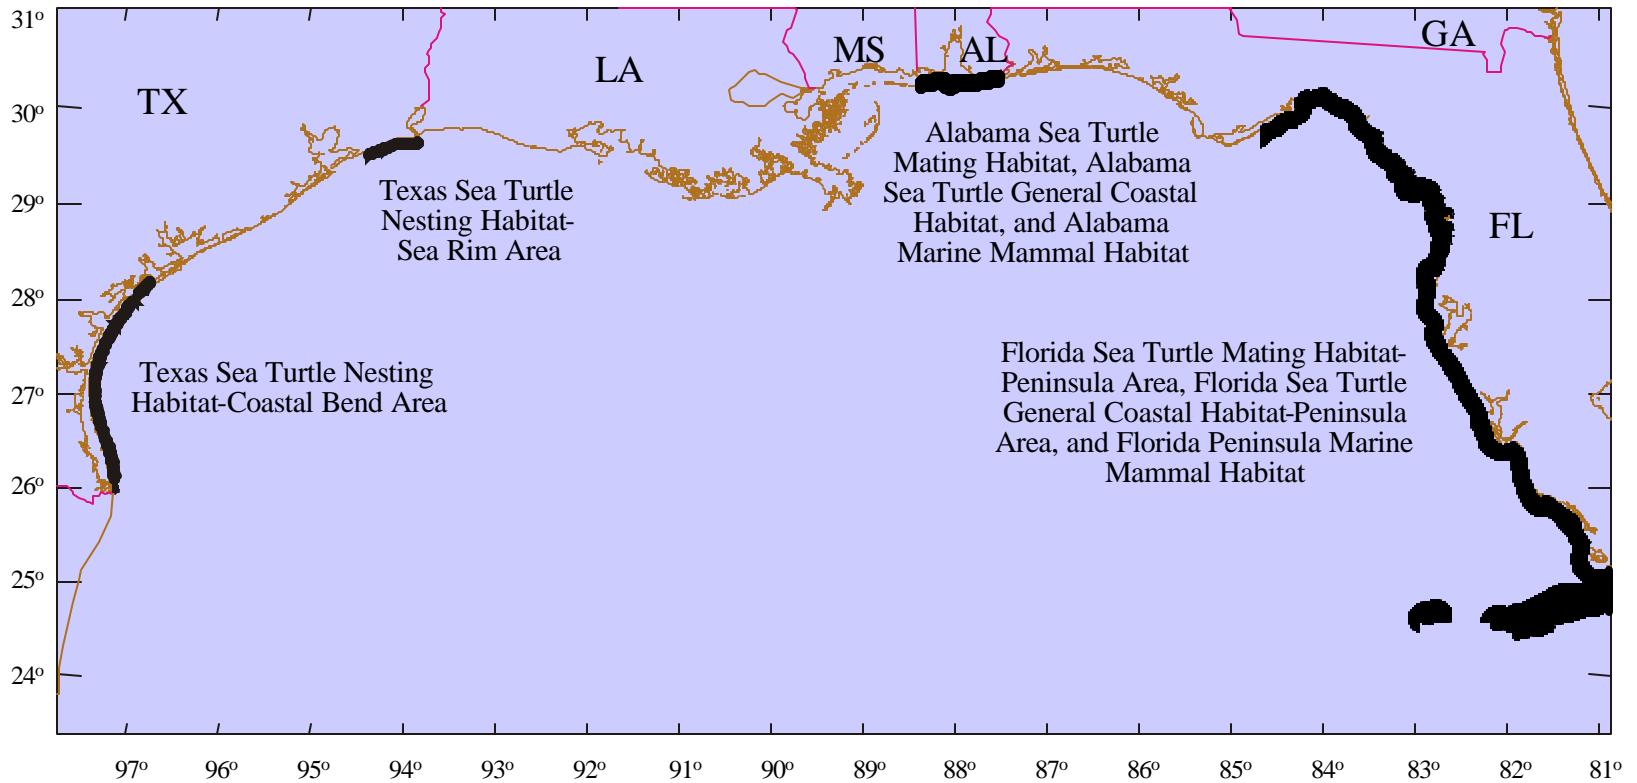 31º
30º
29º
28º
27º
26º
25º
24º
TX
LA
MS
AL
GA
FL
Texas Sea Turtle
Nesting Habitat-
Sea Rim Area
Alabama Sea Turtle
Mating Habitat, Alabama
Sea Turtle General Coastal
Habitat, and Alabama
Marine Mammal Habitat
Texas Sea Turtle Nesting
Habitat-Coastal Bend Area
Florida Sea Turtle Mating Habitat-
Peninsula Area, Florida Sea Turtle
General Coastal Habitat-Peninsula
Area, and Florida Peninsula Marine
Mammal Habitat
97º 96º 95º 94º 93º 92º 91º 90º 89º 88º 87º 86º 85º 84º 83º 82º 81º